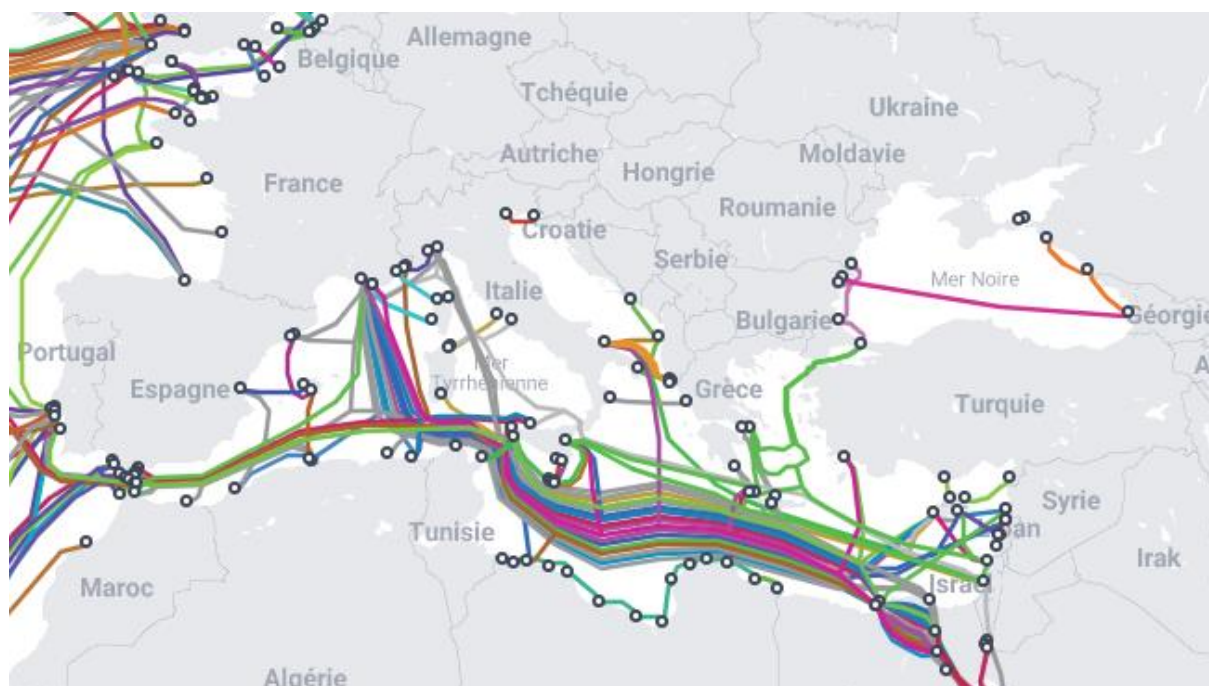 Allemagne
Belgique
Tchéquie
Ukraine
Autriche
Moldavie
Hongrie
France
Roumanie
Croatie
Serbie
Mer Noire
Italie
Bulgarie
Géorgie
Portugal
Espagne
Mer
Tyrrhénienne
Grèce
Turquie
Syrie
Tunisie
Irak
Maroc
Israël
Algérie